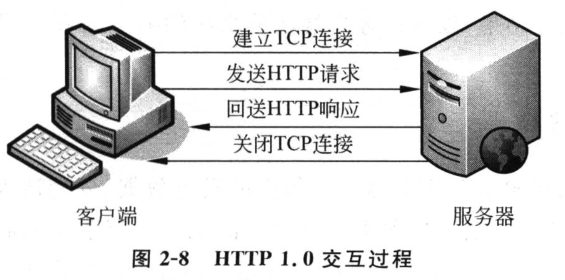 建立TCP连接
发送HTTP请求
回送HTTP响应
关闭TCP连接
客户端
服务器
图 2-8 HTTP 1.0 交互过程